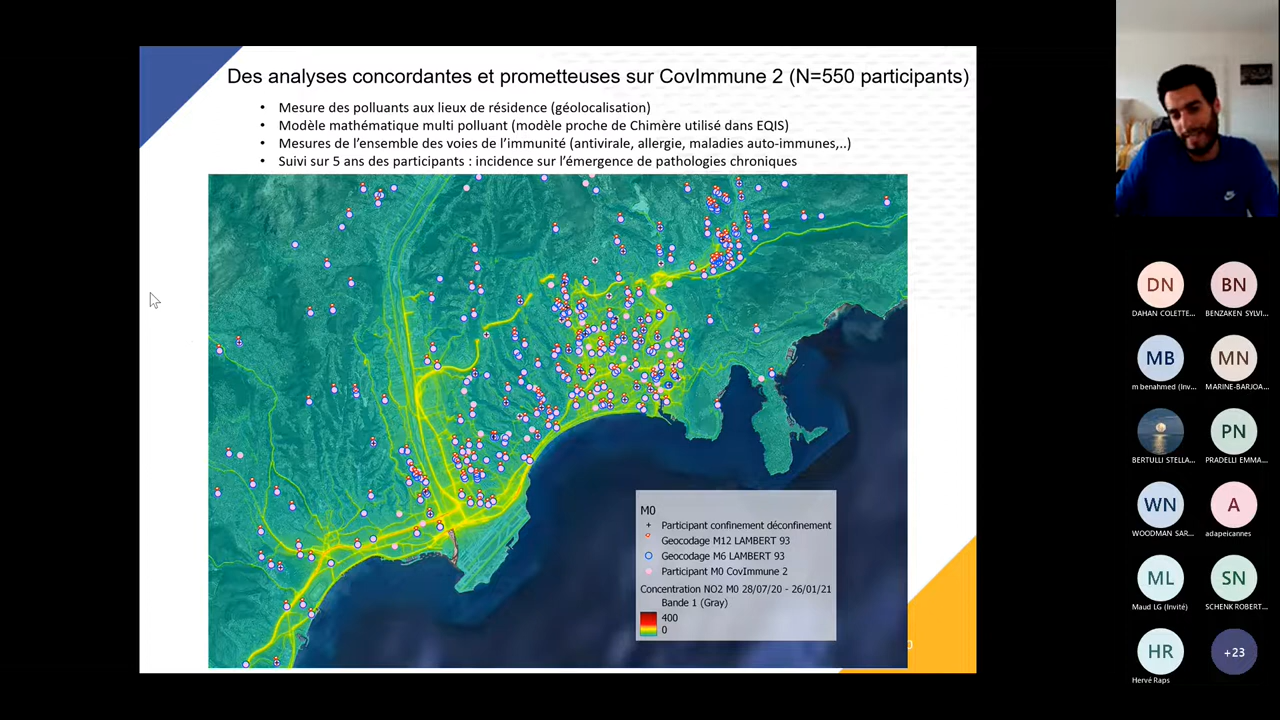 Des analyses concordantes et prometteuses sur CovImmune 2 (N=550 participants)
• Mesure des polluants aux lieux de résidence (géolocalisation)
• Modèle mathématique multi polluant (modèle proche de Chimère utilisé dans EQIS)
• Mesures de l'ensemble des voies de l'immunité (antivirale, allergie, maladies auto-immunes,..)
• Suivi sur 5 ans des participants : incidence sur l'émergence de pathologies chroniques
M0
Participant confinement déconfinement
Geocodage M12 LAMBERT 93
Geocodage M6 LAMBERT 93
Participant M0 CovImmune 2
Concentration NO2 M0 28/07/20 - 26/01/21
Bande 1 (Gray)
400
0
0
DN
BN
DAHAN COLETTE...
BENZAKEN SYLVI...
MB
MN
m benahmed (Inv...
MARINE-BARJOA...
PN
BERTULLI STELLA...
PRADELLI EMMA...
WN
A
WOODMAN SAR...
adapeicannes
ML
SN
Maud LG (Invité)
SCHENK ROBERT...
HR
+23
Hervé Raps